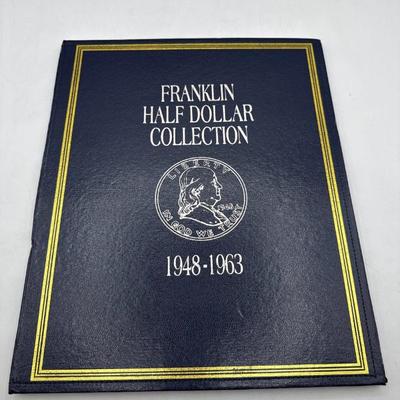 FRANKLIN
HALF DOLLAR
COLLECTION
LIBERTY
1948
IN GOD WE TRUST
1948-1963